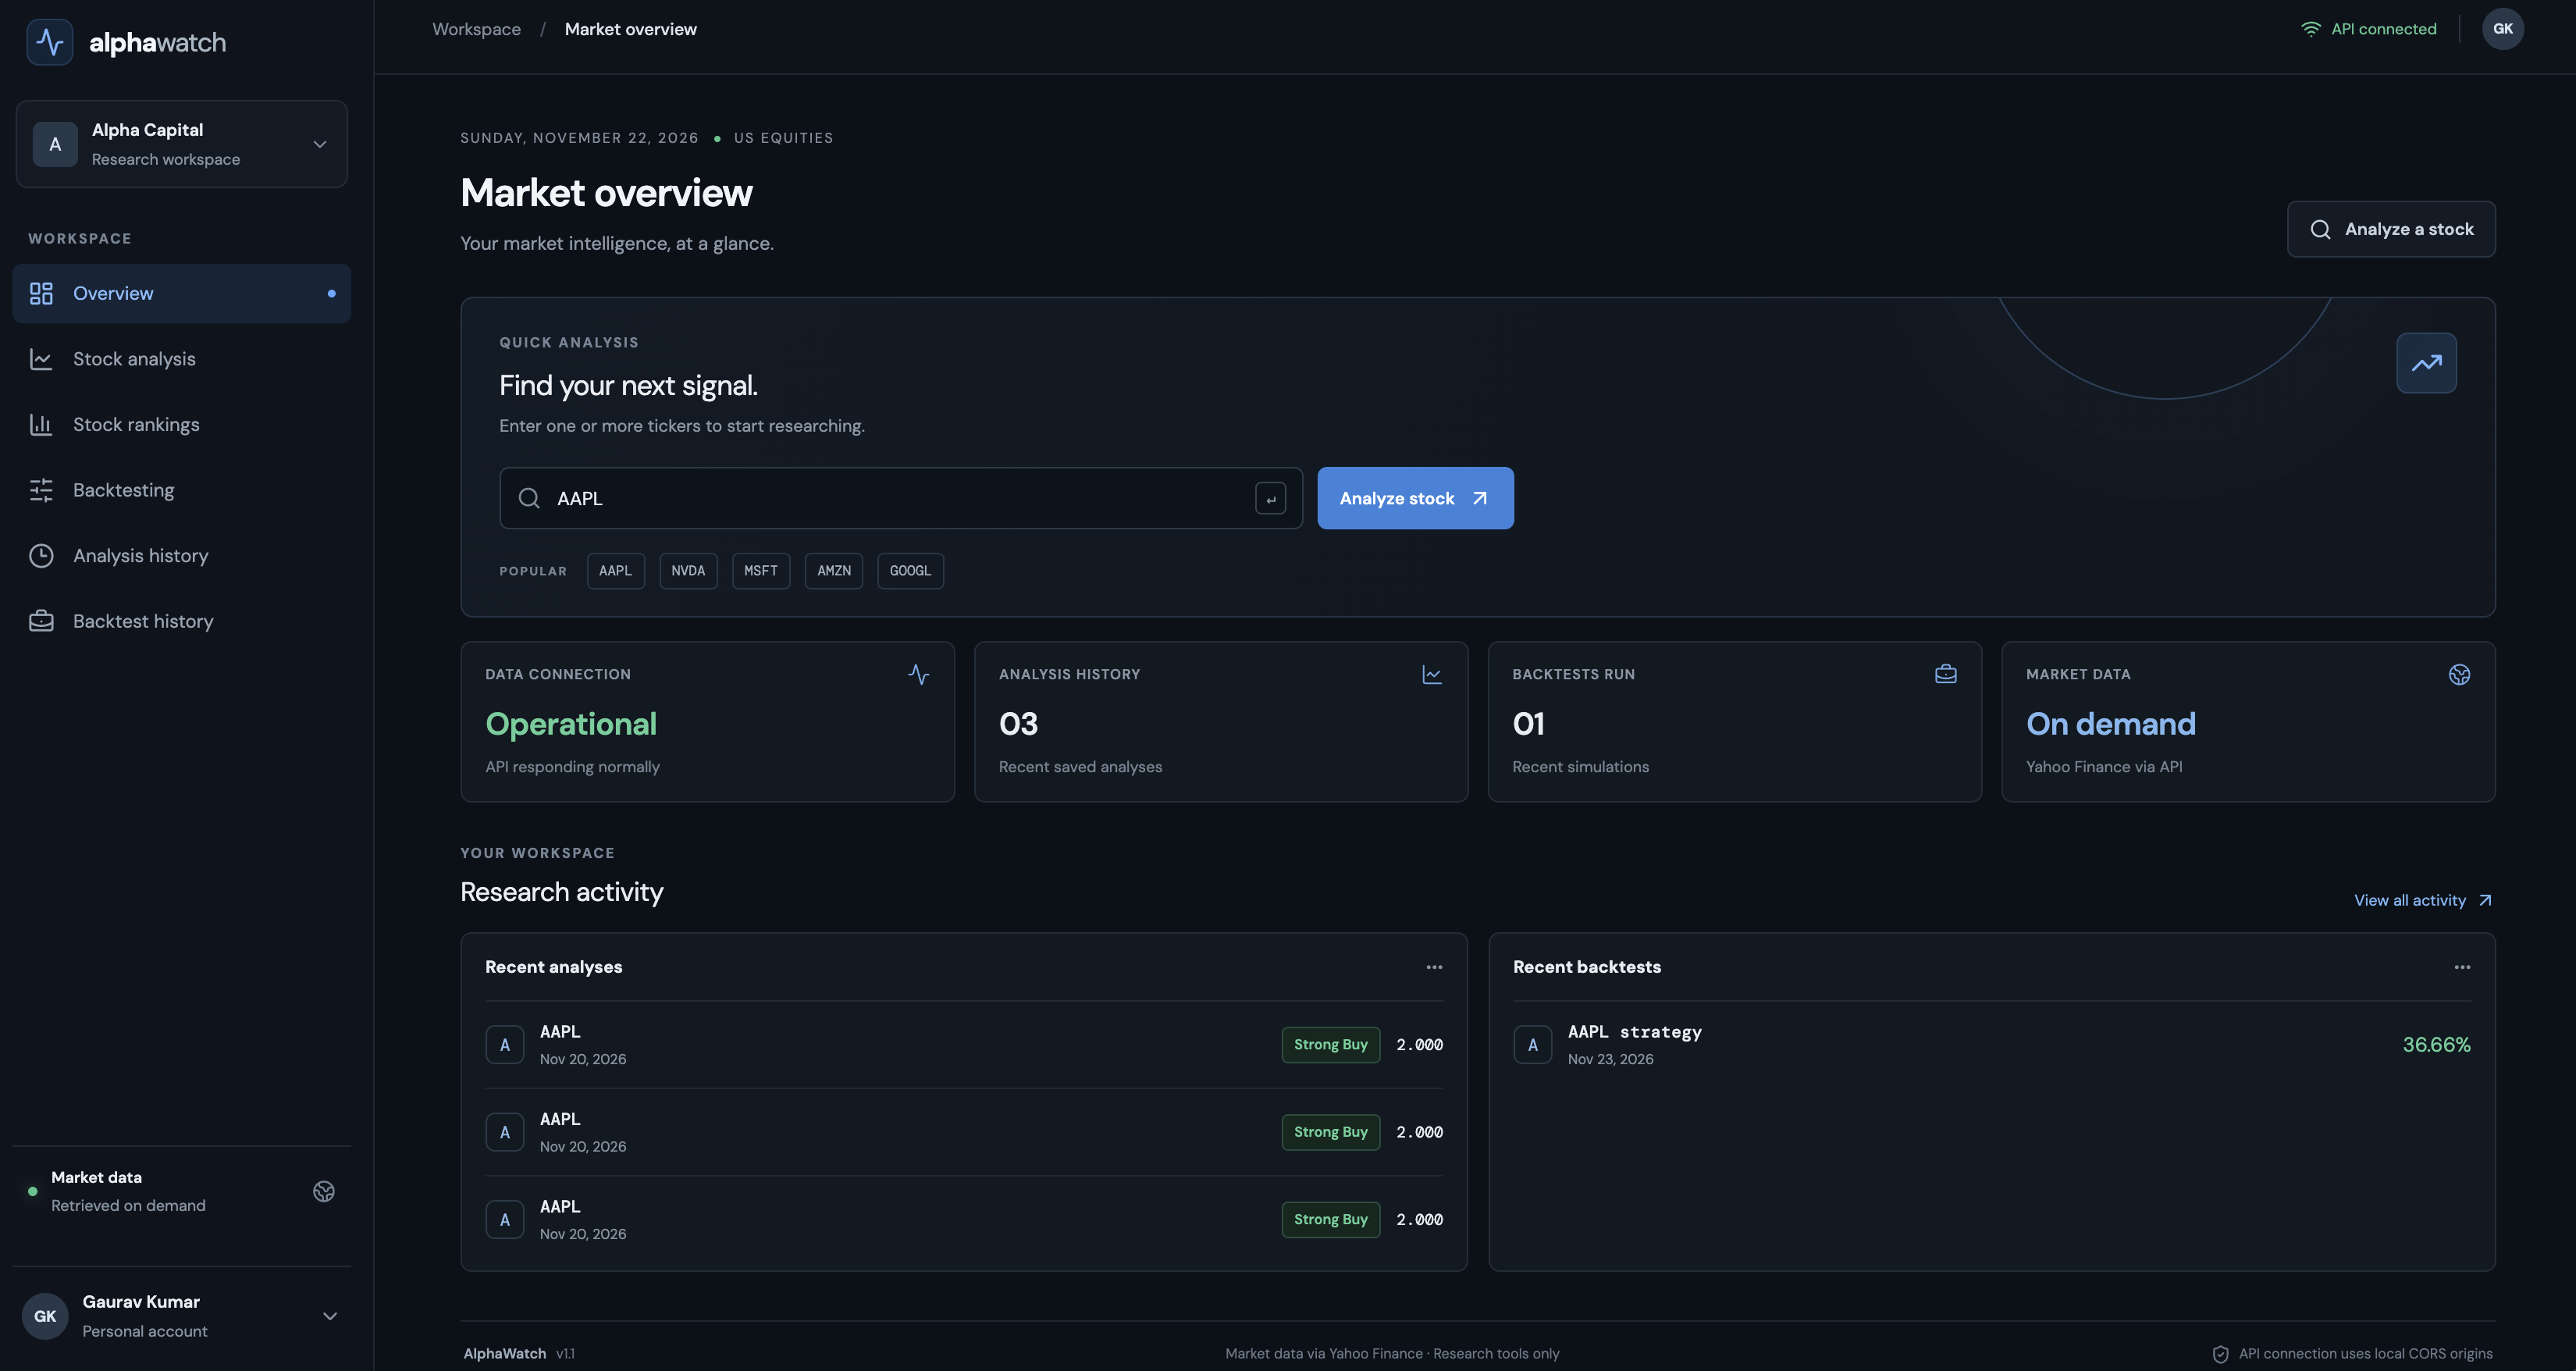 alphawatch
A
Alpha Capital
Research workspace
WORKSPACE
Overview
Stock analysis
Stock rankings
Backtesting
Analysis history
Backtest history
Market data
Retrieved on demand
GK
Gaurav Kumar
Personal account
Workspace / Market overview
API connected
GK
SUNDAY, NOVEMBER 22, 2026 • US EQUITIES
Market overview
Your market intelligence, at a glance.
Analyze a stock
QUICK ANALYSIS
Find your next signal.
Enter one or more tickers to start researching.
AAPL
↵
Analyze stock
POPULAR AAPL NVDA MSFT AMZN GOOGL
DATA CONNECTION
Operational
API responding normally
ANALYSIS HISTORY
03
Recent saved analyses
BACKTESTS RUN
01
Recent simulations
MARKET DATA
On demand
Yahoo Finance via API
YOUR WORKSPACE
Research activity
View all activity
Recent analyses
A
AAPL
Nov 20, 2026
Strong Buy 2.000
A
AAPL
Nov 20, 2026
Strong Buy 2.000
A
AAPL
Nov 20, 2026
Strong Buy 2.000
Recent backtests
A
AAPL strategy
Nov 23, 2026
36.66%
AlphaWatch v1.1
Market data via Yahoo Finance · Research tools only
API connection uses local CORS origins